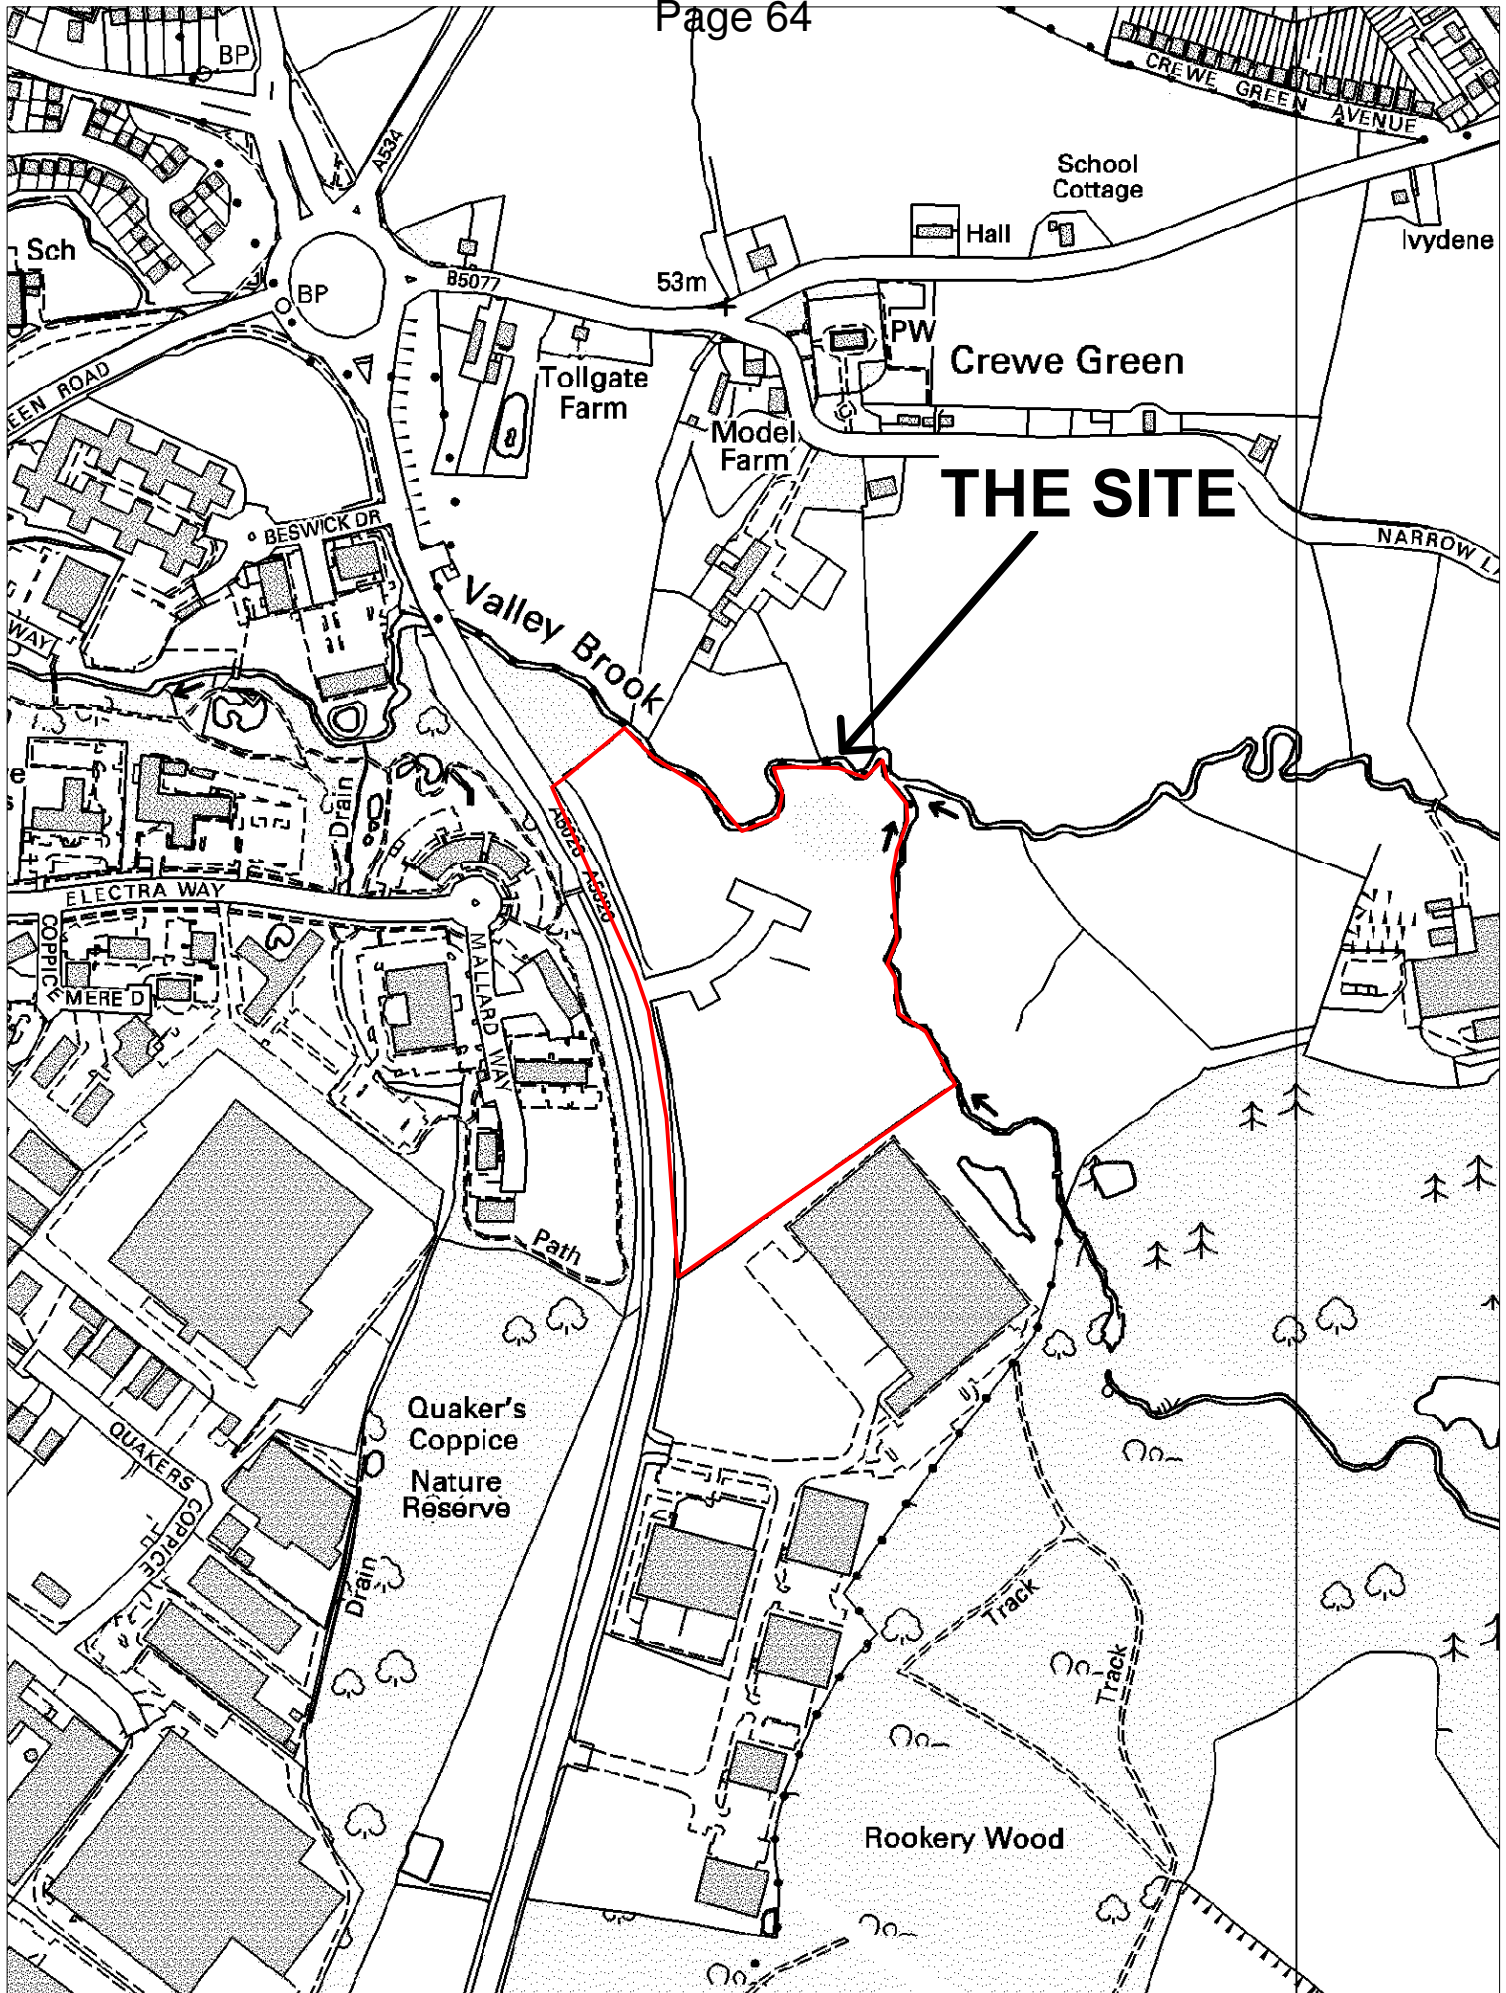 Page 64
BP
CREWE GREEN AVENUE
A534
School
Cottage
Hall
Ivydene
Sch
BP
B5077
53m
PW
Crewe Green
EEN ROAD
Tollgate
Farm
Model
Farm
THE SITE
BESWICK DR
NARROW LA
Valley Brook
WAY
e
s
Drain
A5020
A5020
ELECTRA WAY
COPPICE
MERE D
MALLARD WAY
Path
Quaker's
Coppice
Nature
Reserve
QUAKERS COPPICE
Drain
Track
Track
Rookery Wood